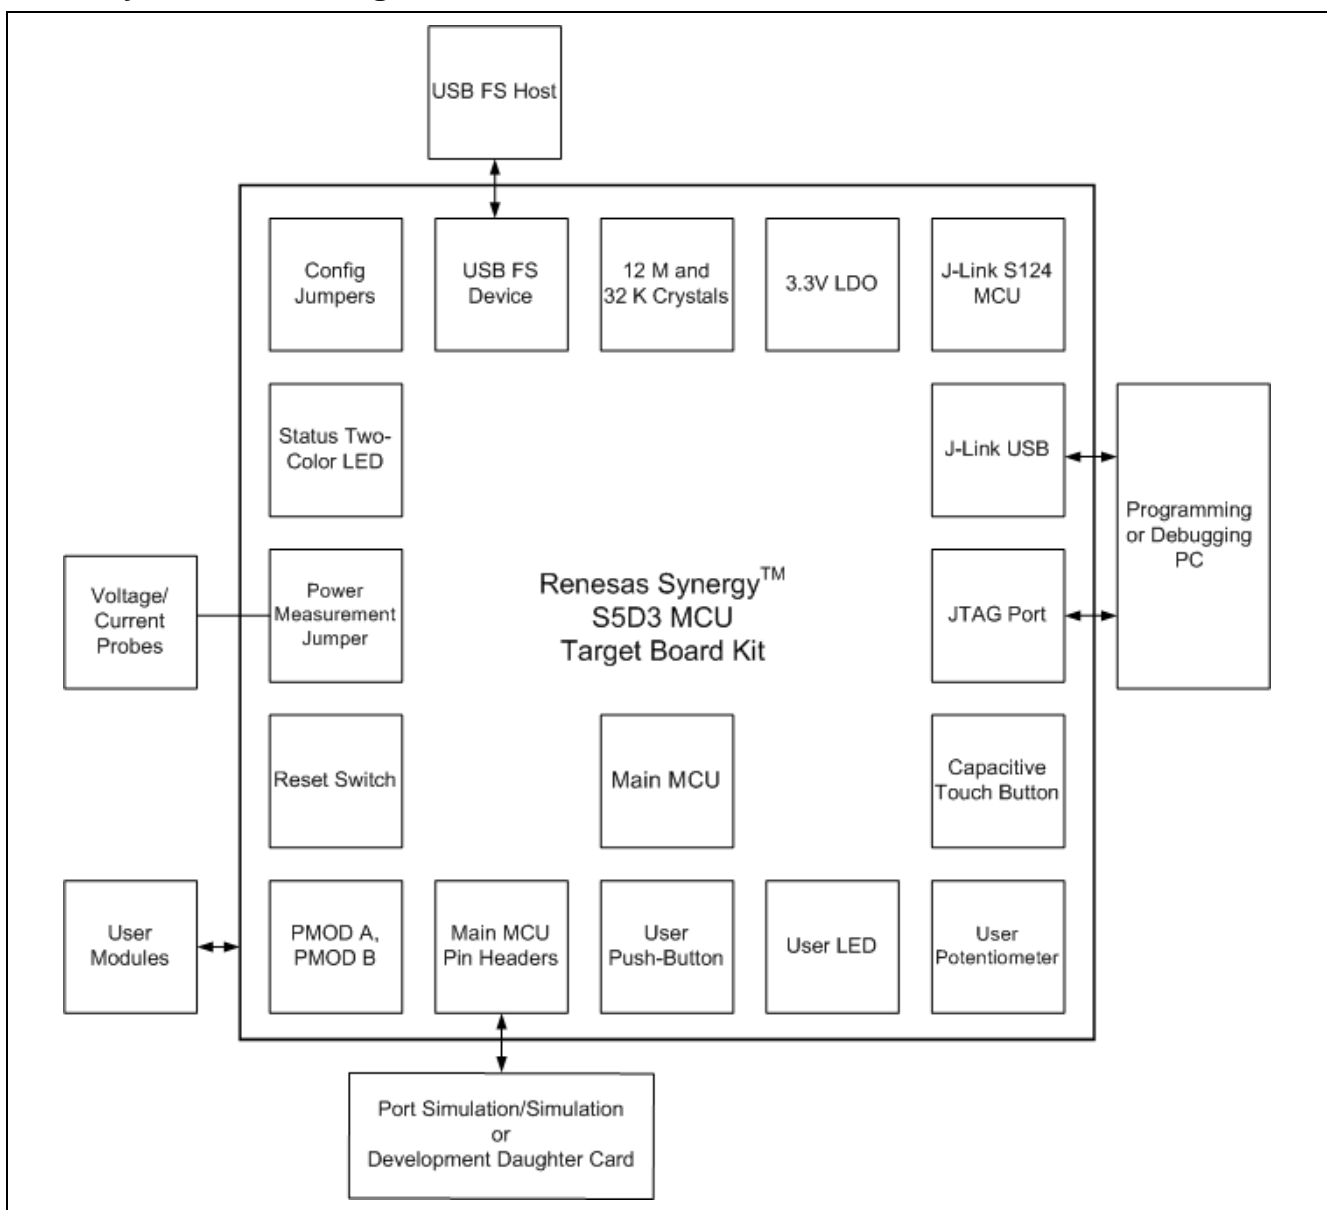 USB FS Host
Config
Jumpers
USB FS
Device
12 M and
32 K Crystals
3.3V LDO
J-Link S124
MCU
Status Two-
Color LED
J-Link USB
Programming
or Debugging
PC
Voltage/
Current
Probes
Power
Measurement
Jumper
Renesas Synergy™
S5D3 MCU
Target Board Kit
JTAG Port
Reset Switch
Main MCU
Capacitive
Touch Button
User
Modules
PMOD A,
PMOD B
Main MCU
Pin Headers
User
Push-Button
User LED
User
Potentiometer
Port Simulation/Simulation
or
Development Daughter Card